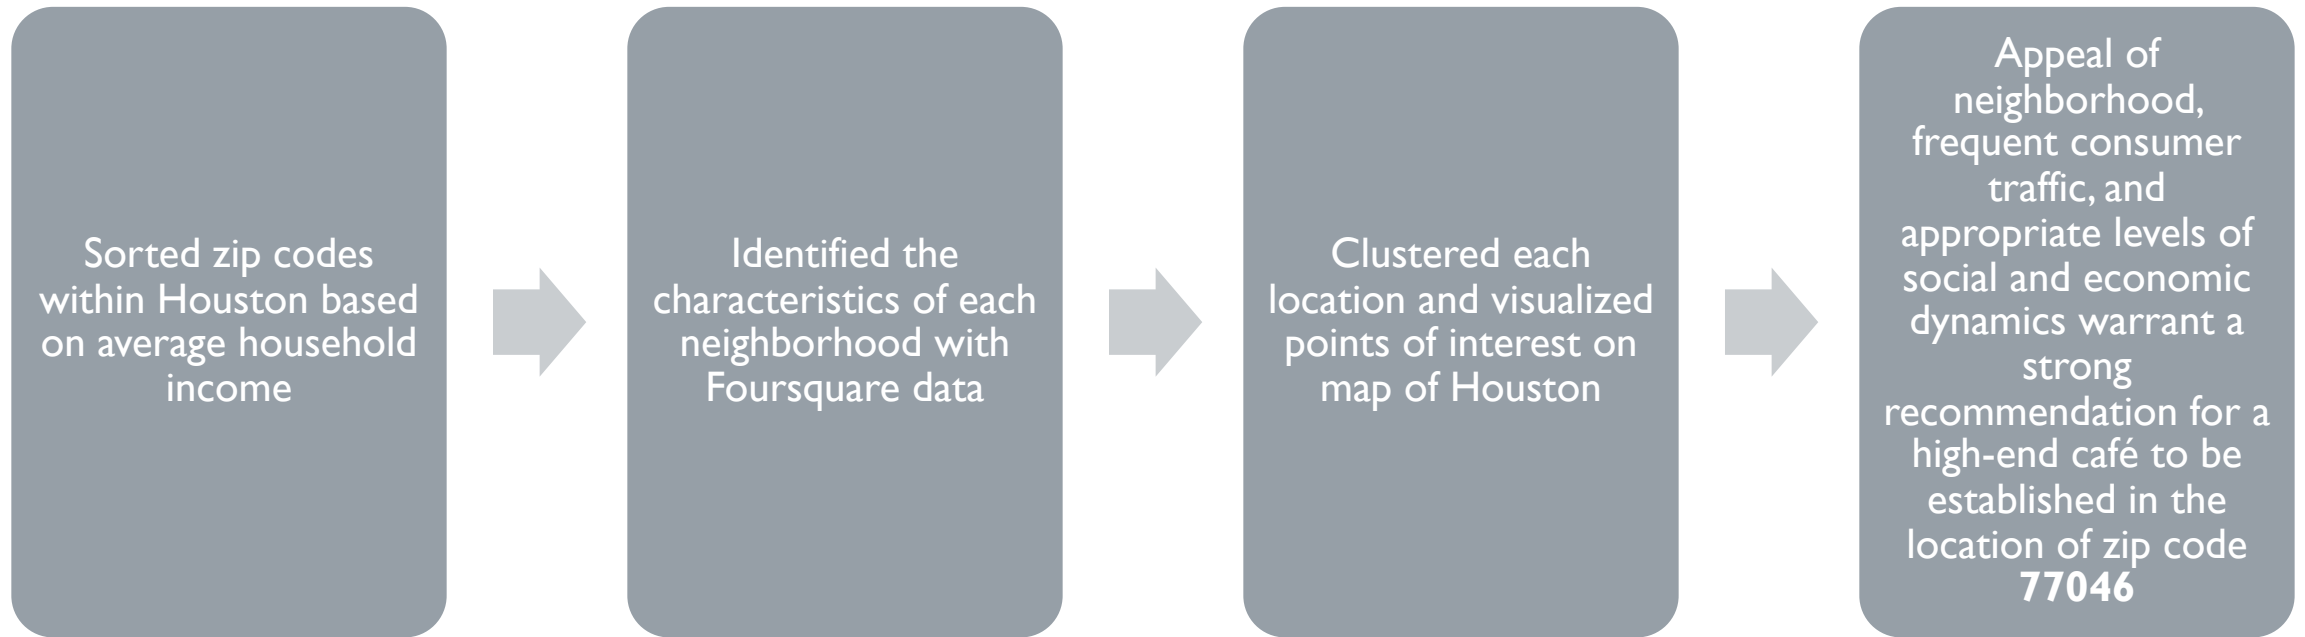 Sorted zip codes
within Houston based
on average household
income
Identified the
characteristics of each
neighborhood with
Foursquare data
Clustered each
location and visualized
points of interest on
map of Houston
Appeal of
neighborhood,
frequent consumer
traffic, and
appropriate levels of
social and economic
dynamics warrant a
strong
recommendation for a
high-end café to be
established in the
location of zip code
77046